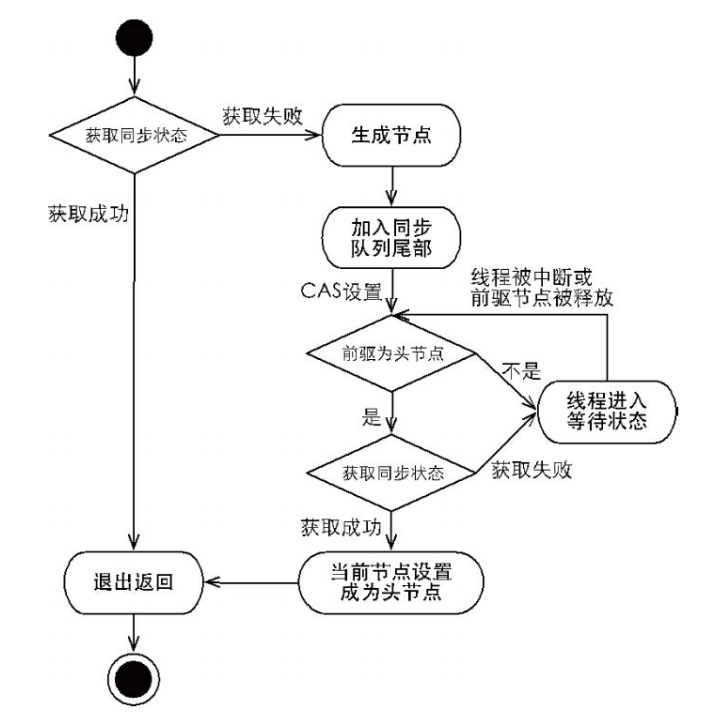 获取失败
获取同步状态
生成节点
获取成功
加入同步
队列尾部
CAS设置
线程被中断或
前驱节点被释放
前驱为头节点
不是
线程进入
等待状态
是
获取同步状态
获取失败
获取成功
退出返回
当前节点设置
成为头节点